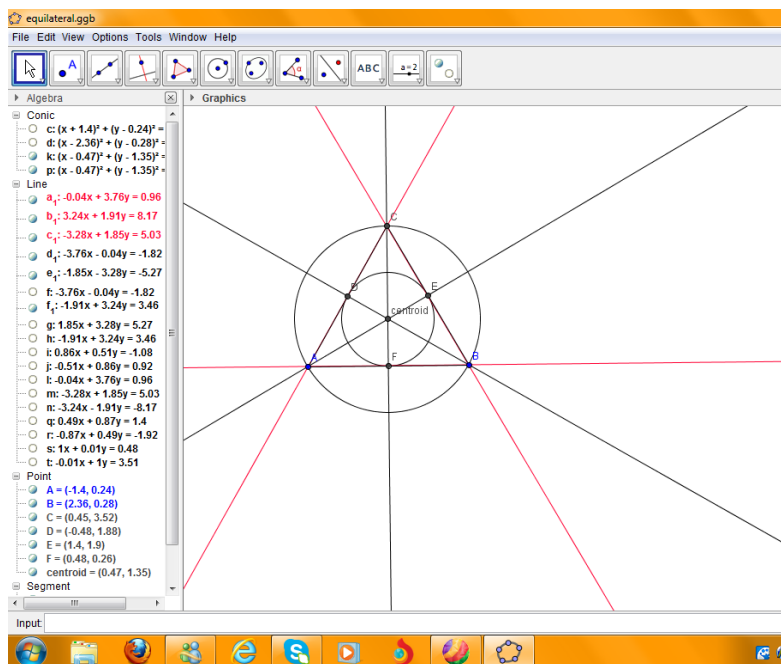 equilateral.ggb
File Edit View Options Tools Window Help
A
ABC
a=2
Algebra
Graphics
Conic
c: (x + 1.4)² + (y - 0.24)² =
d: (x - 2.36)² + (y - 0.28)² =
k: (x - 0.47)² + (y - 1.35)² =
p: (x - 0.47)² + (y - 1.35)² =
Line
a₁: -0.04x + 3.76y = 0.96
b₁: 3.24x + 1.91y = 8.17
c₁: -3.28x + 1.85y = 5.03
d₁: -3.76x - 0.04y = -1.82
e₁: -1.85x - 3.28y = -5.27
f: -3.76x - 0.04y = -1.82
f₁: -1.91x + 3.24y = 3.46
g: 1.85x + 3.28y = 5.27
h: -1.91x + 3.24y = 3.46
i: 0.86x + 0.51y = -1.08
j: -0.51x + 0.86y = 0.92
l: -0.04x + 3.76y = 0.96
m: -3.28x + 1.85y = 5.03
n: -3.24x - 1.91y = -8.17
q: 0.49x + 0.87y = 1.4
r: -0.87x + 0.49y = -1.92
s: 1x + 0.01y = 0.48
t: -0.01x + 1y = 3.51
Point
A = (-1.4, 0.24)
B = (2.36, 0.28)
C = (0.45, 3.52)
D = (-0.48, 1.88)
E = (1.4, 1.9)
F = (0.48, 0.26)
centroid = (0.47, 1.35)
Segment
C
D
E
centroid
A
F
B
Input: